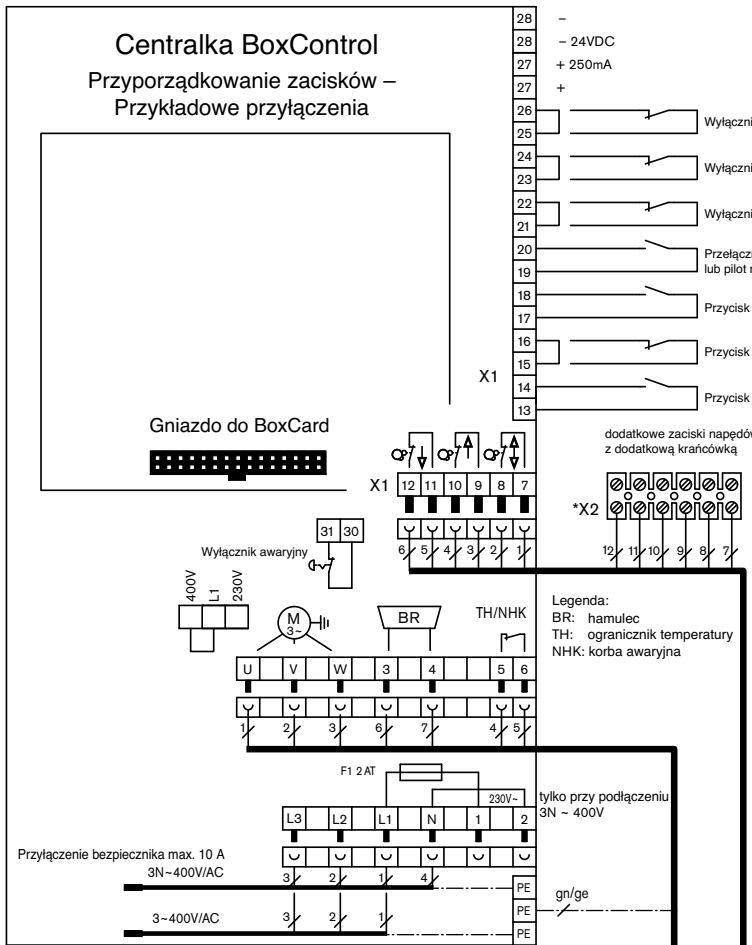 Centralka BoxControl
Przyporządkowanie zacisków –
Przykładowe przyłączenia
28 –
28 – 24VDC
27 + 250mA
27 +
26
25
Wyłączni
24
23
Wyłączni
22
21
Wyłączni
20
19
Przełączn
lub pilot r
18
17
Przycisk
16
15
Przycisk
14
13
Przycisk
X1
Gniazdo do BoxCard
X1 12 11 10 9 8 7
6 5 4 3 2 1
dodatkowe zaciski napędów
z dodatkową krańcówką
*X2
12 11 10 9 8 7
31 30
Wyłącznik awaryjny
400V L1 230V
M
3~
BR
TH/NHK
Legenda:
BR: hamulec
TH: ogranicznik temperatury
NHK: korba awaryjna
U V W 3 4 5 6
1 2 3 6 7 4 5
F1 2 AT
230V~
tylko przy podłączeniu
3N ~ 400V
L3 L2 L1 N 1 2
Przyłączenie bezpiecznika max. 10 A
3N~400V/AC
3 2 1 4
PE
PE
gn/ge
3~400V/AC
3 2 1
PE